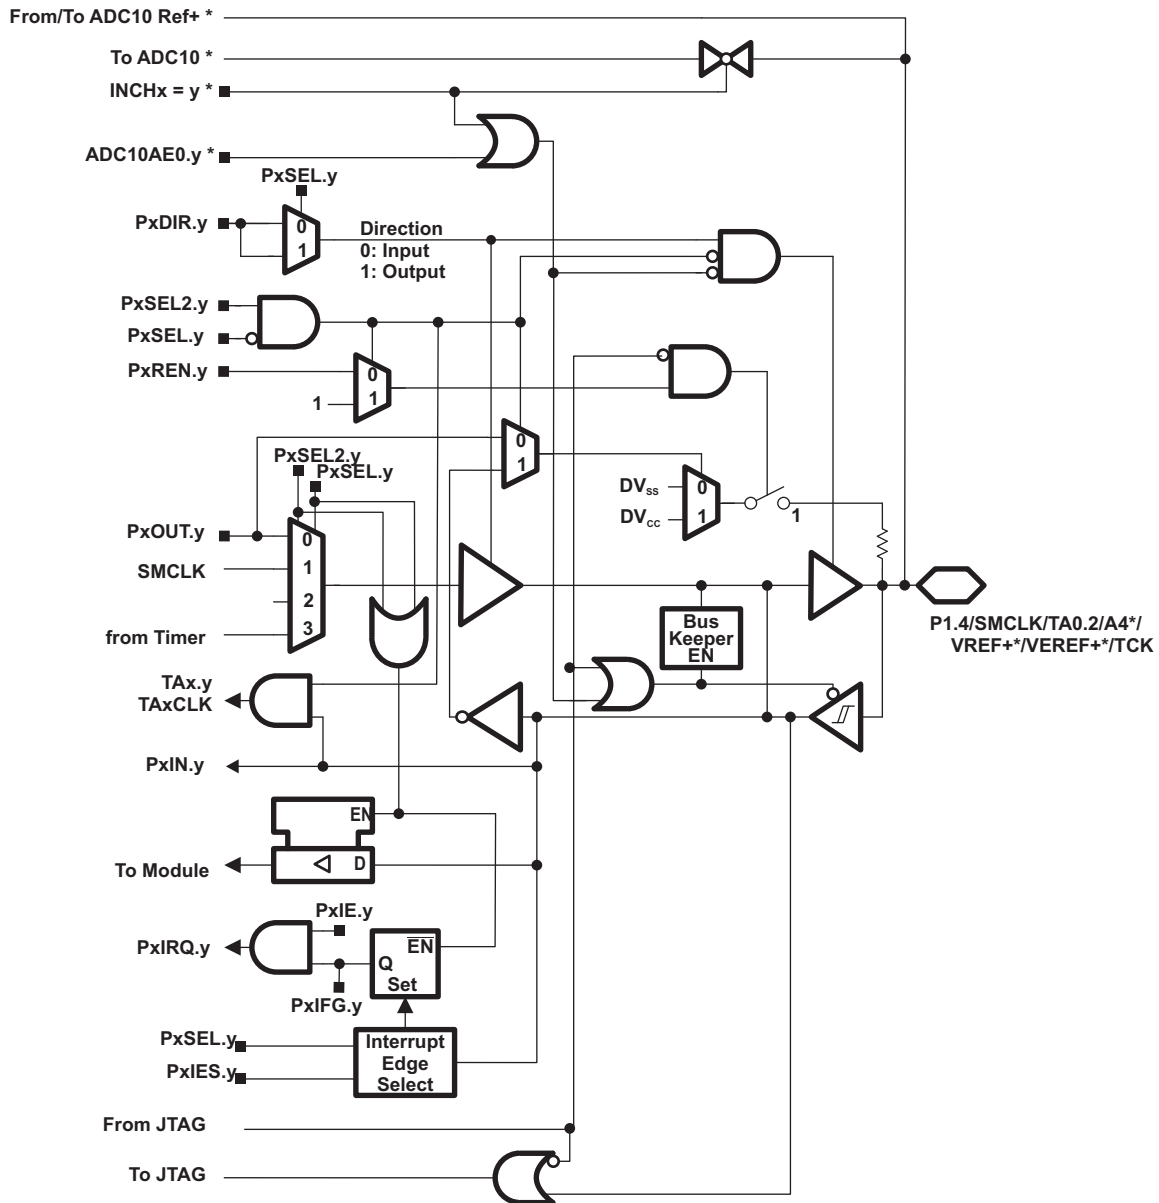 From/To ADC10 Ref+ *
To ADC10 *
INCHx = y *
ADC10AE0.y *
PxSEL.y
PxDIR.y
0
1
Direction
0: Input
1: Output
PxSEL2.y
PxSEL.y
PxREN.y
0
1
1
0
1
PxSEL2.y
PxSEL.y
DVSS
0
DVCC
1
1
PxOUT.y
0
SMCLK
1
2
from Timer
3
Bus
Keeper
EN
P1.4/SMCLK/TA0.2/A4*/
VREF+*/VEREF+*/TCK
TAx.y
TAxCLK
PxIN.y
EN
To Module
D
PxIE.y
PxIRQ.y
EN
Q
Set
PxIFG.y
PxSEL.y
PxIES.y
Interrupt
Edge
Select
From JTAG
To JTAG